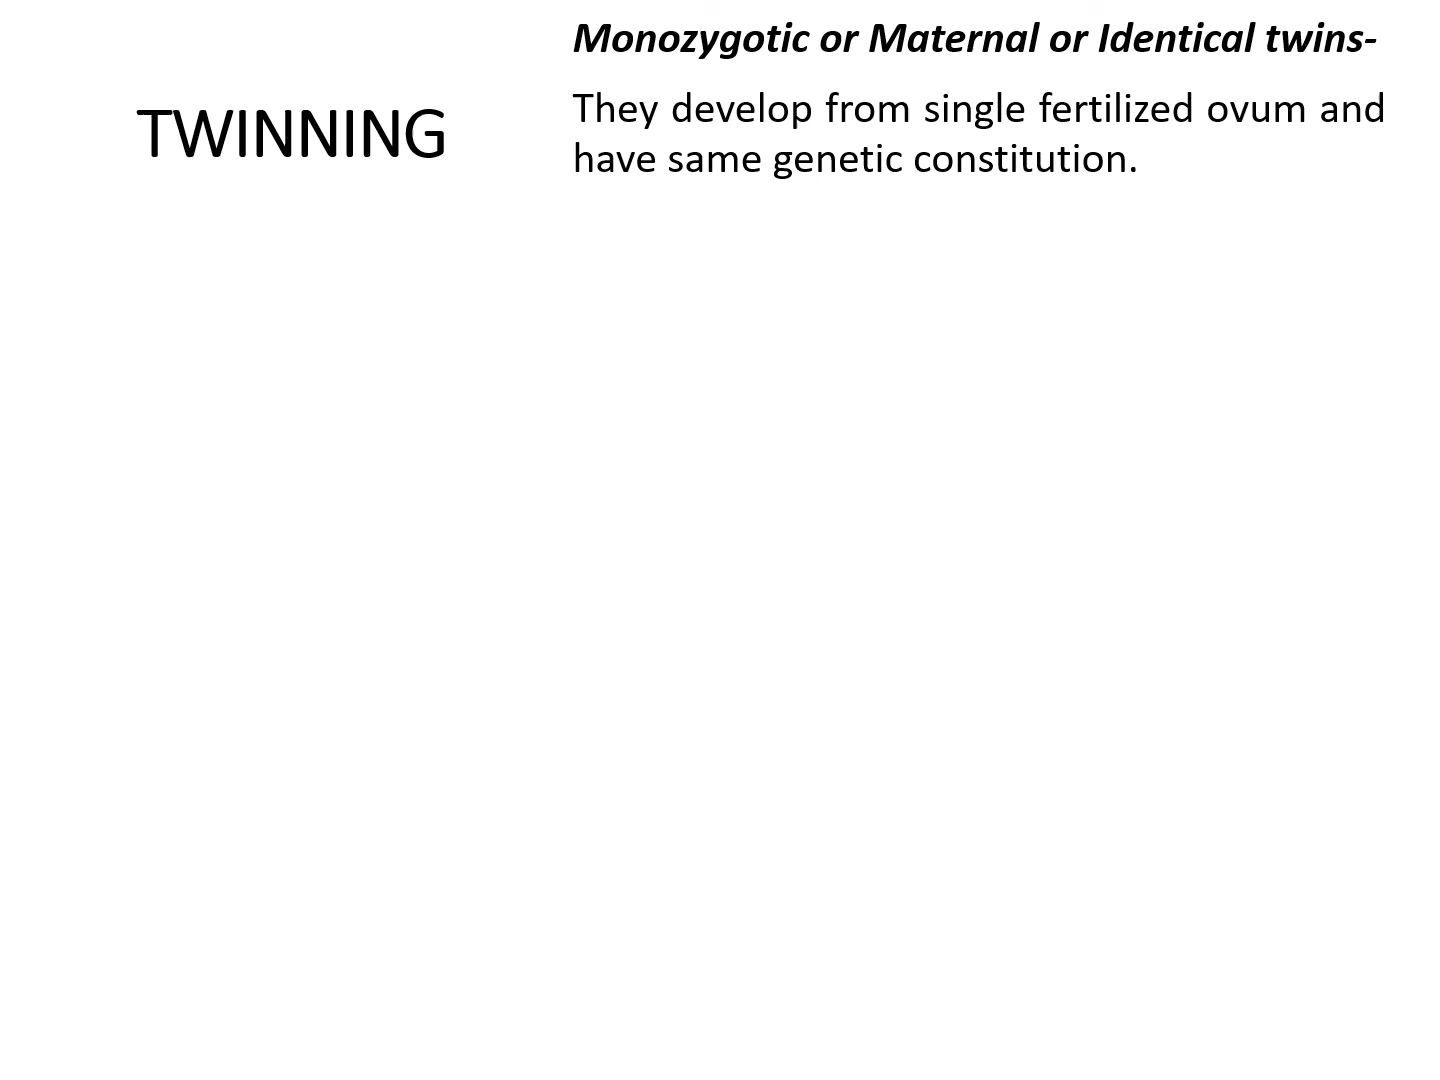 TWINNING
Monozygotic or Maternal or Identical twins-
They develop from single fertilized ovum and
have same genetic constitution.